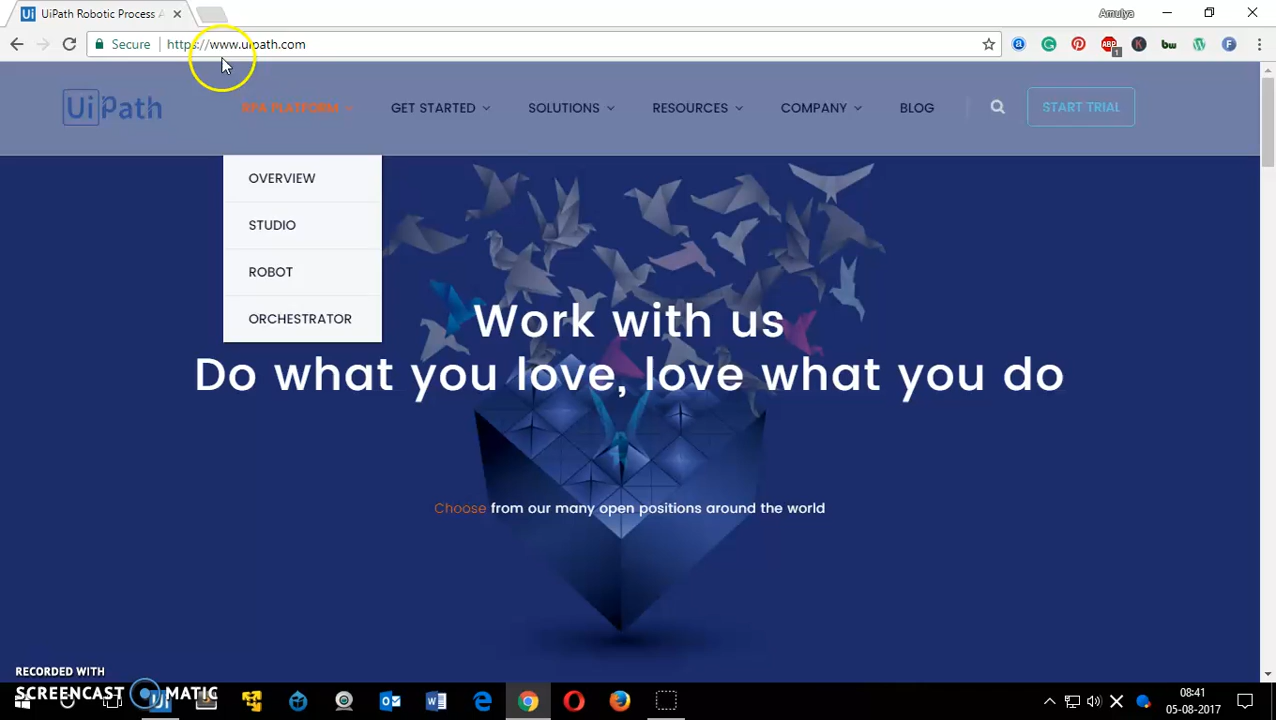 UiPath Robotic Process A
Amulya
Secure https://www.uipath.com
UiPath
RPA PLATFORM
GET STARTED
SOLUTIONS
RESOURCES
COMPANY
BLOG
START TRIAL
OVERVIEW
STUDIO
ROBOT
ORCHESTRATOR
Work with us
Do what you love, love what you do
Choose from our many open positions around the world
RECORDED WITH
SCREENCAST MATIC
08:41
05-08-2017